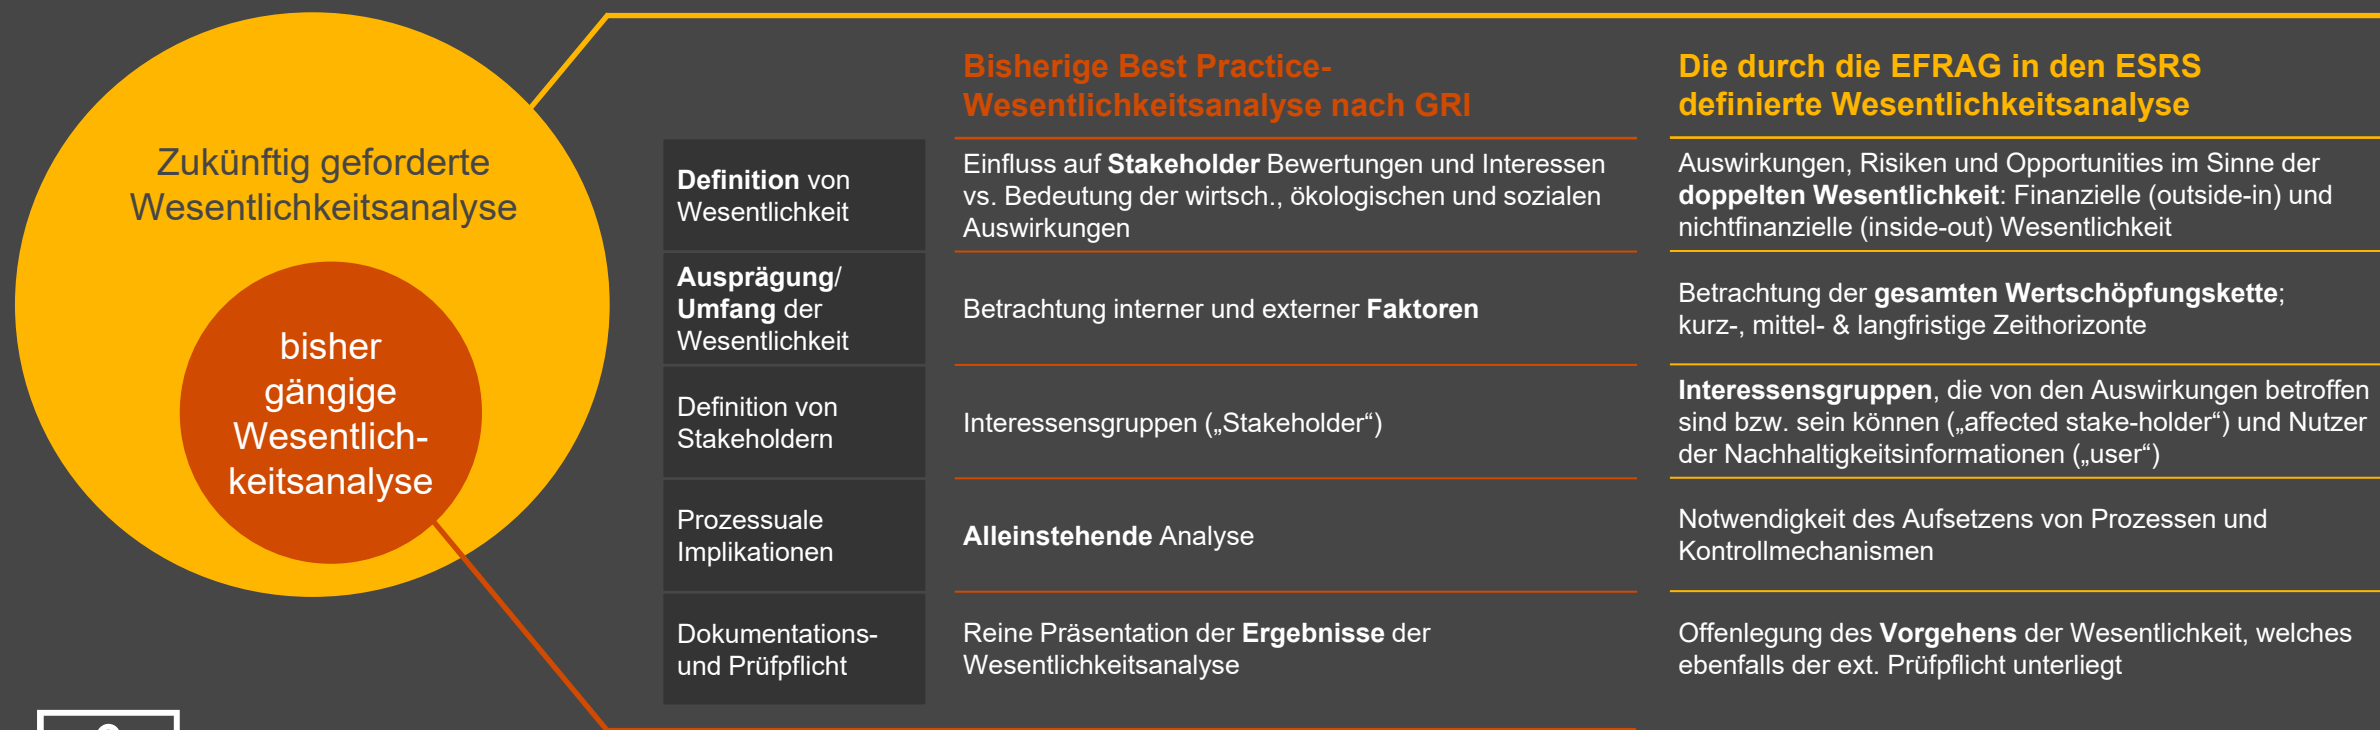 Zukünftig geforderte
Wesentlichkeitsanalyse
bisher
gängige
Wesentlich-
keitsanalyse
Bisherige Best Practice-
Wesentlichkeitsanalyse nach GRI
Die durch die EFRAG in den ESRS
definierte Wesentlichkeitsanalyse
Definition von
Wesentlichkeit
Einfluss auf Stakeholder Bewertungen und Interessen
vs. Bedeutung der wirtsch., ökologischen und sozialen
Auswirkungen
Auswirkungen, Risiken und Opportunities im Sinne der
doppelten Wesentlichkeit: Finanzielle (outside-in) und
nichtfinanzielle (inside-out) Wesentlichkeit
Ausprägung/
Umfang der
Wesentlichkeit
Betrachtung interner und externer Faktoren
Betrachtung der gesamten Wertschöpfungskette;
kurz-, mittel- & langfristige Zeithorizonte
Definition von
Stakeholdern
Interessensgruppen („Stakeholder“)
Interessensgruppen, die von den Auswirkungen betroffen
sind bzw. sein können („affected stake-holder“) und Nutzer
der Nachhaltigkeitsinformationen („user“)
Prozessuale
Implikationen
Alleinstehende Analyse
Notwendigkeit des Aufsetzens von Prozessen und
Kontrollmechanismen
Dokumentations-
und Prüfpflicht
Reine Präsentation der Ergebnisse der
Wesentlichkeitsanalyse
Offenlegung des Vorgehens der Wesentlichkeit, welches
ebenfalls der ext. Prüfpflicht unterliegt